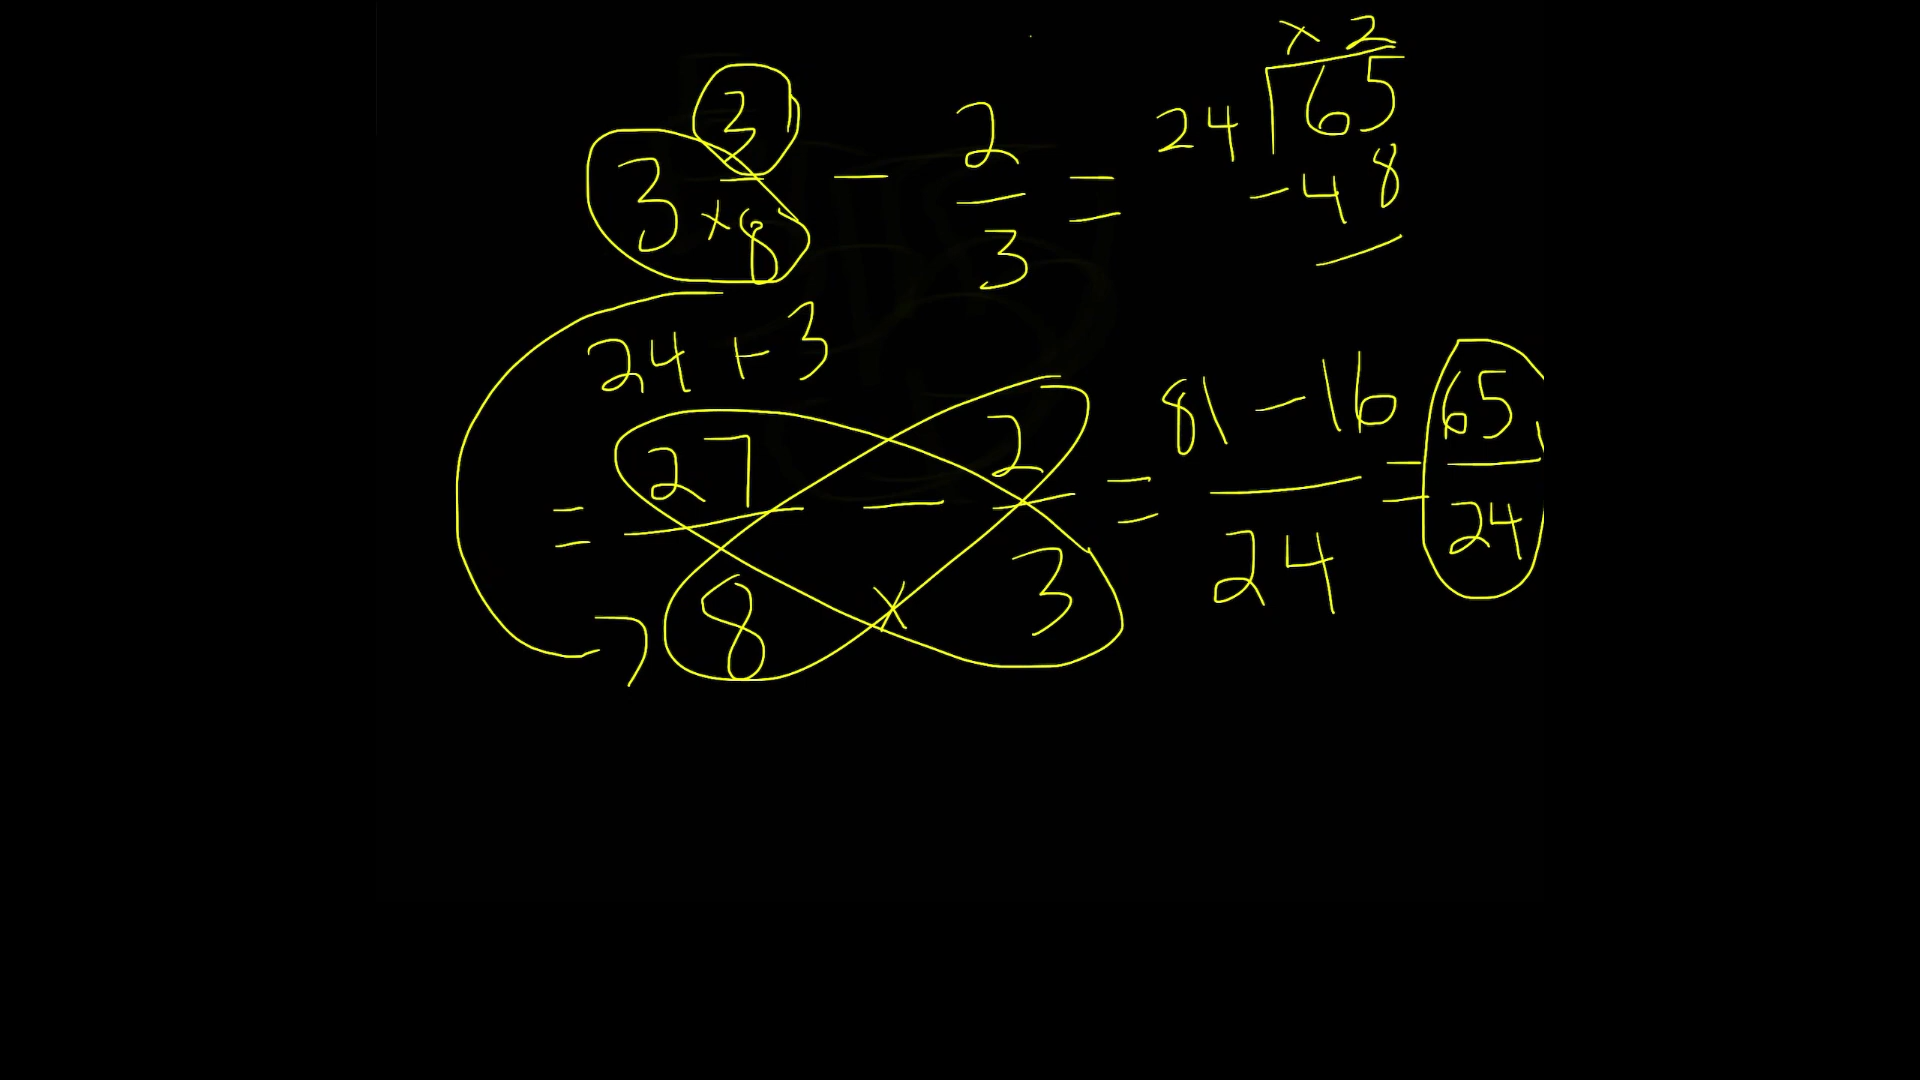 3 3/×8 − 2/3 =
× 2
24 ⟌ 65
− 48
24 + 3
= 27/8 − 2/3 = 81 − 16/24 = 65/24
×